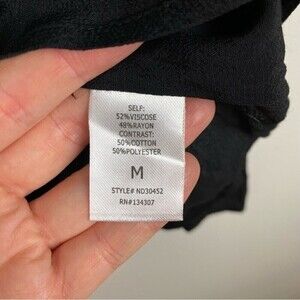 SELF:
52%VISCOSE
48%RAYON
CONTRAST:
50%COTTON
50%POLYESTER
M
STYLE# ND30452
RN#134307